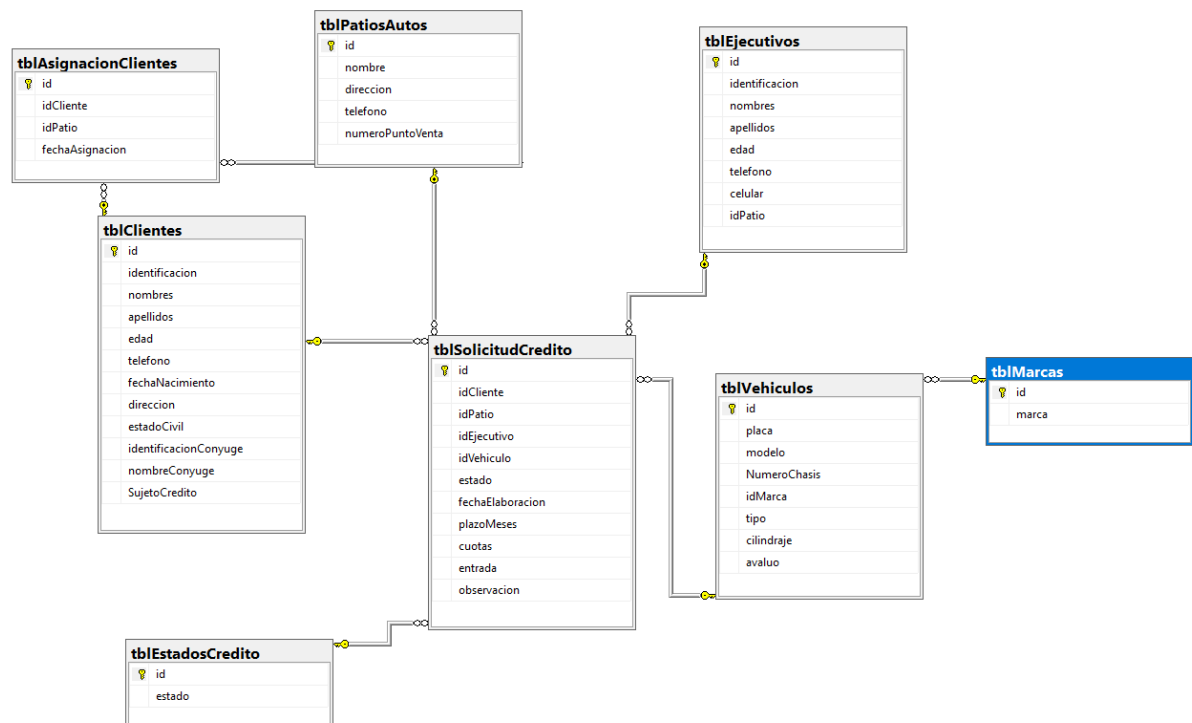 tblAsignacionClientes
id
idCliente
idPatio
fechaAsignacion
tblPatiosAutos
id
nombre
direccion
telefono
numeroPuntoVenta
tblEjecutivos
id
identificacion
nombres
apellidos
edad
telefono
celular
idPatio
tblClientes
id
identificacion
nombres
apellidos
edad
telefono
fechaNacimiento
direccion
estadoCivil
identificacionConyuge
nombreConyuge
SujetoCredito
tblSolicitudCredito
id
idCliente
idPatio
idEjecutivo
idVehiculo
estado
fechaElaboracion
plazoMeses
cuotas
entrada
observacion
tblVehiculos
id
placa
modelo
NumeroChasis
idMarca
tipo
cilindraje
avaluo
tblMarcas
id
marca
tblEstadosCredito
id
estado